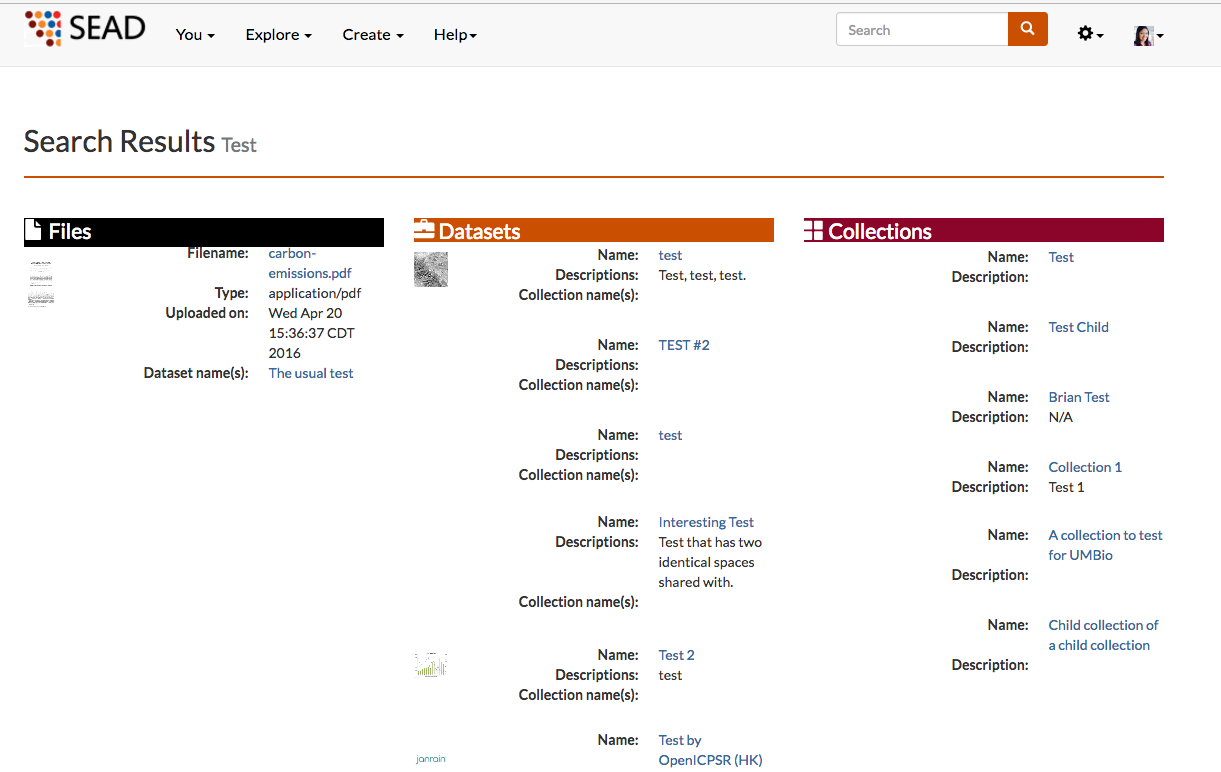 SEAD
You
Explore
Create
Help
Search
Search Results Test
Files
Filename: carbon-
emissions.pdf
Type: application/pdf
Uploaded on: Wed Apr 20
15:36:37 CDT
2016
Dataset name(s): The usual test
Datasets
Name: test
Descriptions: Test, test, test.
Collection name(s):
Name: TEST #2
Descriptions:
Collection name(s):
Name: test
Descriptions:
Collection name(s):
Name: Interesting Test
Descriptions: Test that has two
identical spaces
shared with.
Collection name(s):
Name: Test 2
Descriptions: test
Collection name(s):
janrain
Name: Test by
OpenICPSR (HK)
Collections
Name: Test
Description:
Name: Test Child
Description:
Name: Brian Test
Description: N/A
Name: Collection 1
Description: Test 1
Name: A collection to test
for UMBio
Description:
Name: Child collection of
a child collection
Description: